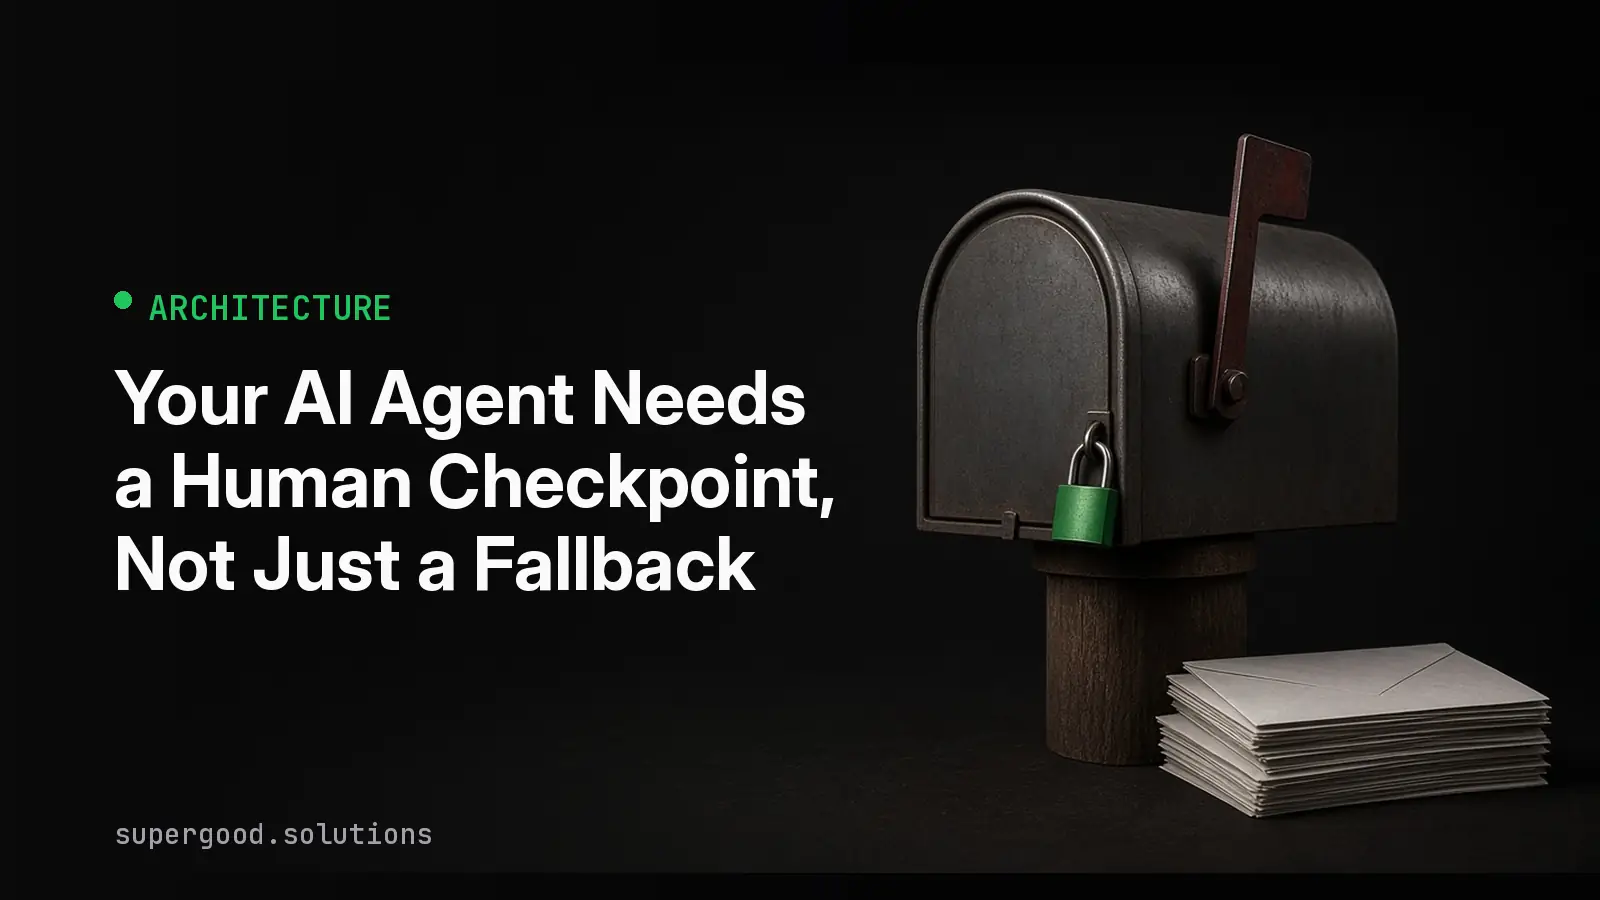 ARCHITECTURE
Your AI Agent Needs
a Human Checkpoint,
Not Just a Fallback
supergood.solutions